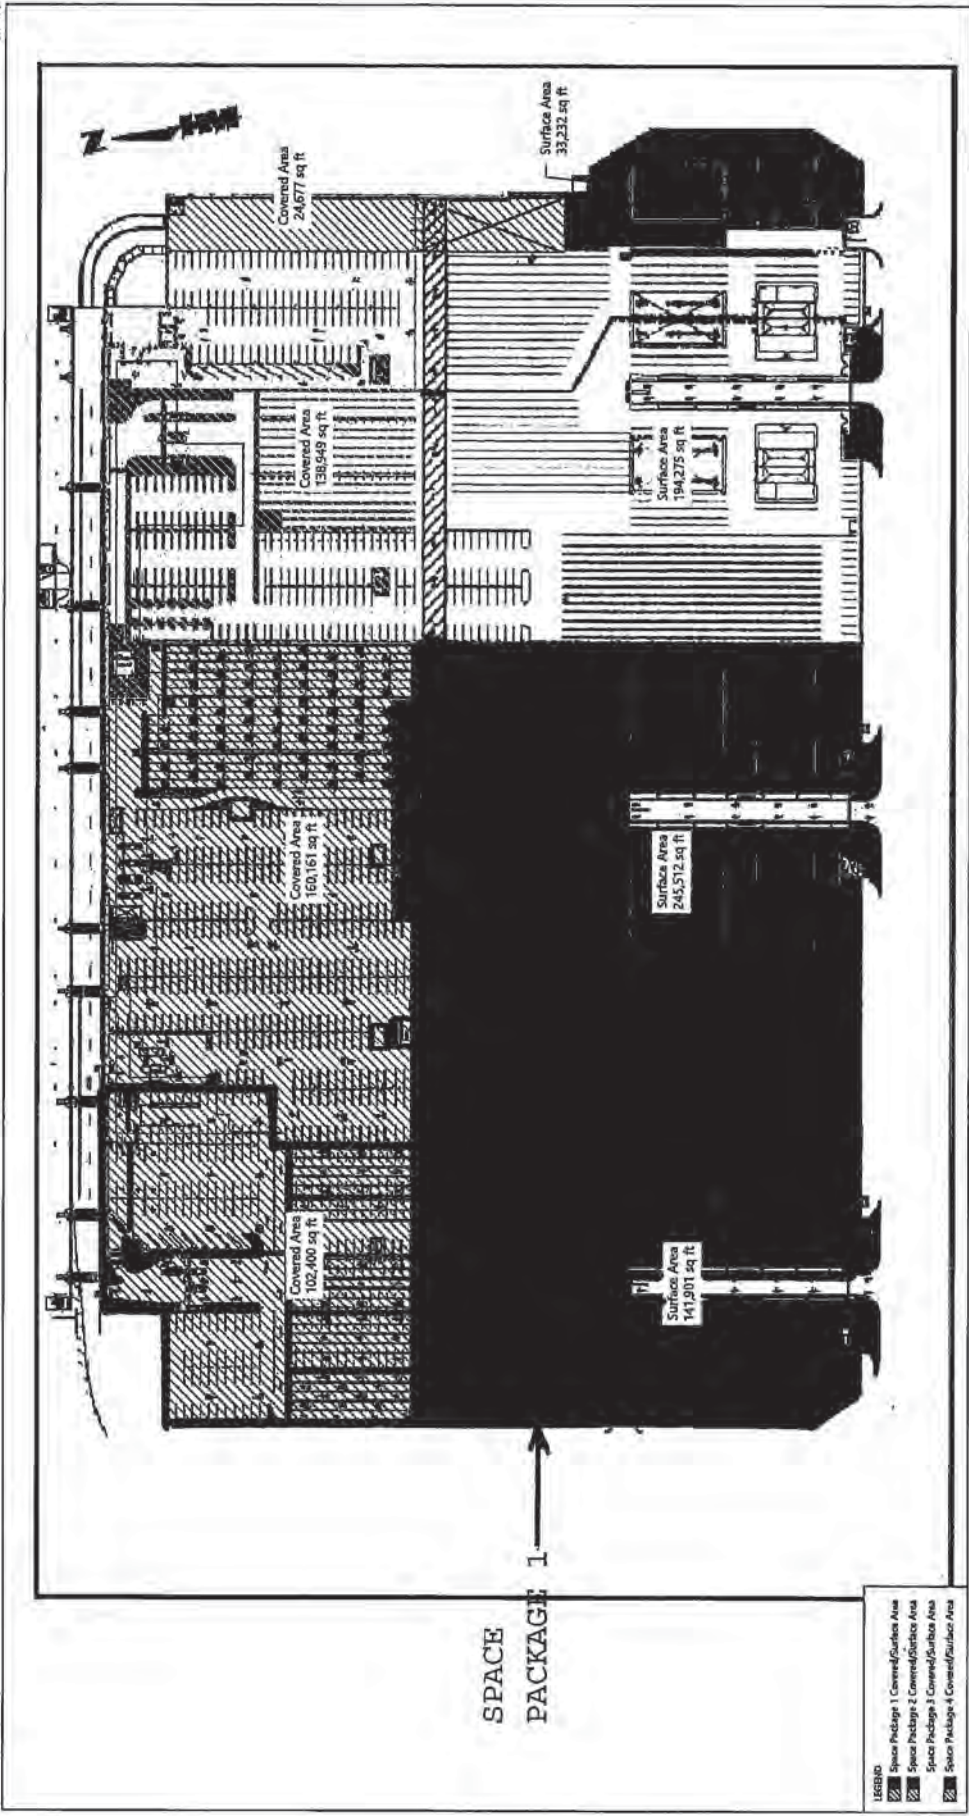 Z
Covered Area
24,677 sq ft
Surface Area
33,232 sq ft
Covered Area
138,949 sq ft
Surface Area
194,275 sq ft
Covered Area
160,161 sq ft
Surface Area
245,512 sq ft
Covered Area
102,400 sq ft
Surface Area
141,901 sq ft
SPACE
PACKAGE 1
LEGEND
Space Package 1 Covered/Surface Area
Space Package 2 Covered/Surface Area
Space Package 3 Covered/Surface Area
Space Package 4 Covered/Surface Area